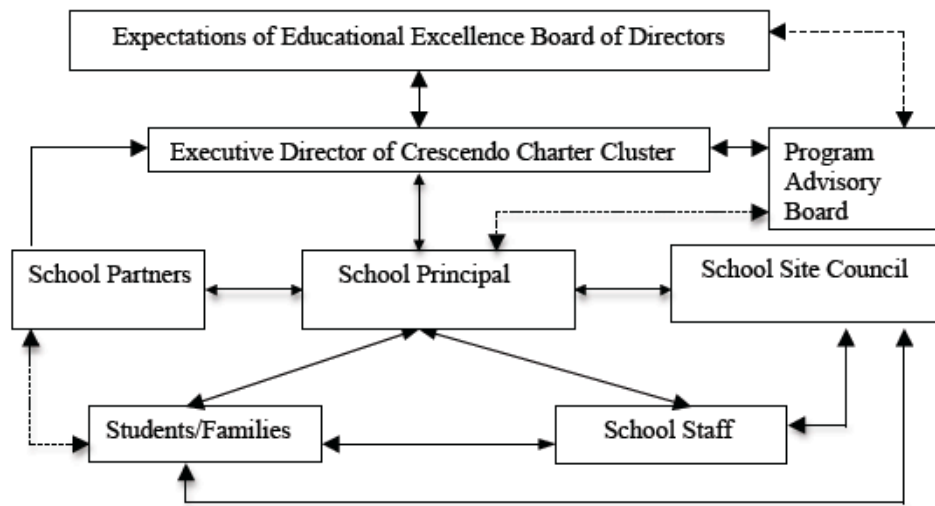 Expectations of Educational Excellence Board of Directors
Executive Director of Crescendo Charter Cluster
Program
Advisory
Board
School Partners
School Principal
School Site Council
Students/Families
School Staff